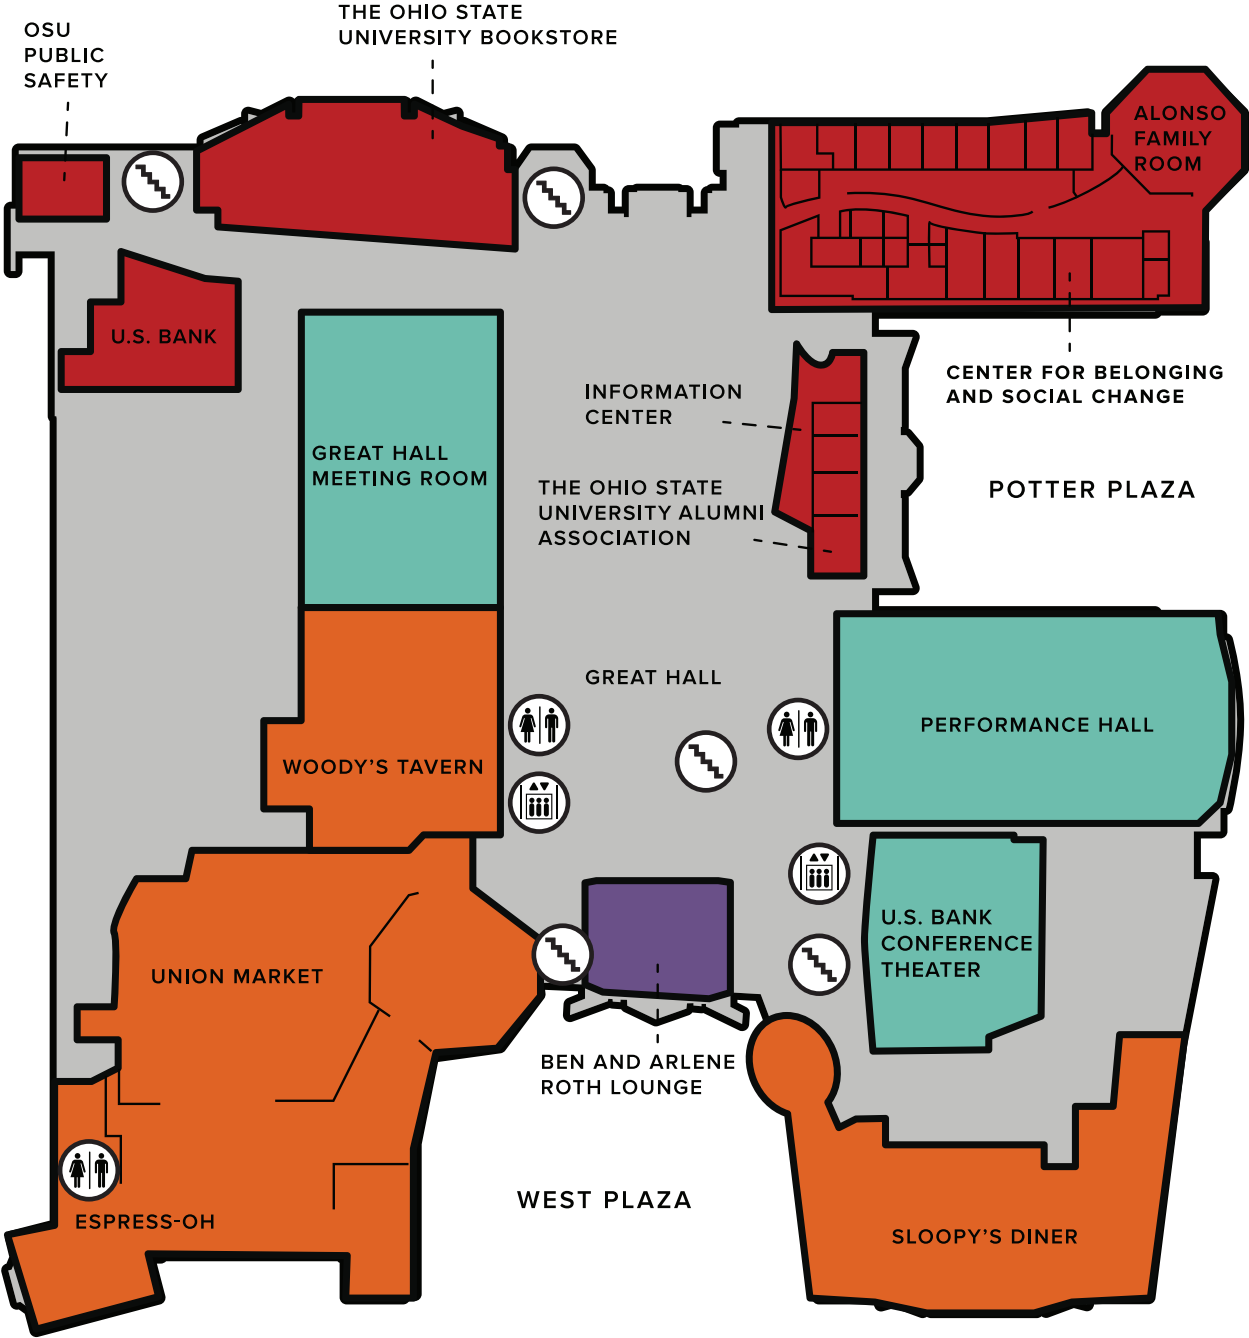 THE OHIO STATE
UNIVERSITY BOOKSTORE
OSU
PUBLIC
SAFETY
ALONSO
FAMILY
ROOM
U.S. BANK
CENTER FOR BELONGING
AND SOCIAL CHANGE
INFORMATION
CENTER
GREAT HALL
MEETING ROOM
THE OHIO STATE
UNIVERSITY ALUMNI
ASSOCIATION
POTTER PLAZA
GREAT HALL
PERFORMANCE HALL
WOODY'S TAVERN
U.S. BANK
CONFERENCE
THEATER
UNION MARKET
BEN AND ARLENE
ROTH LOUNGE
WEST PLAZA
ESPRESS-OH
SLOOPY'S DINER